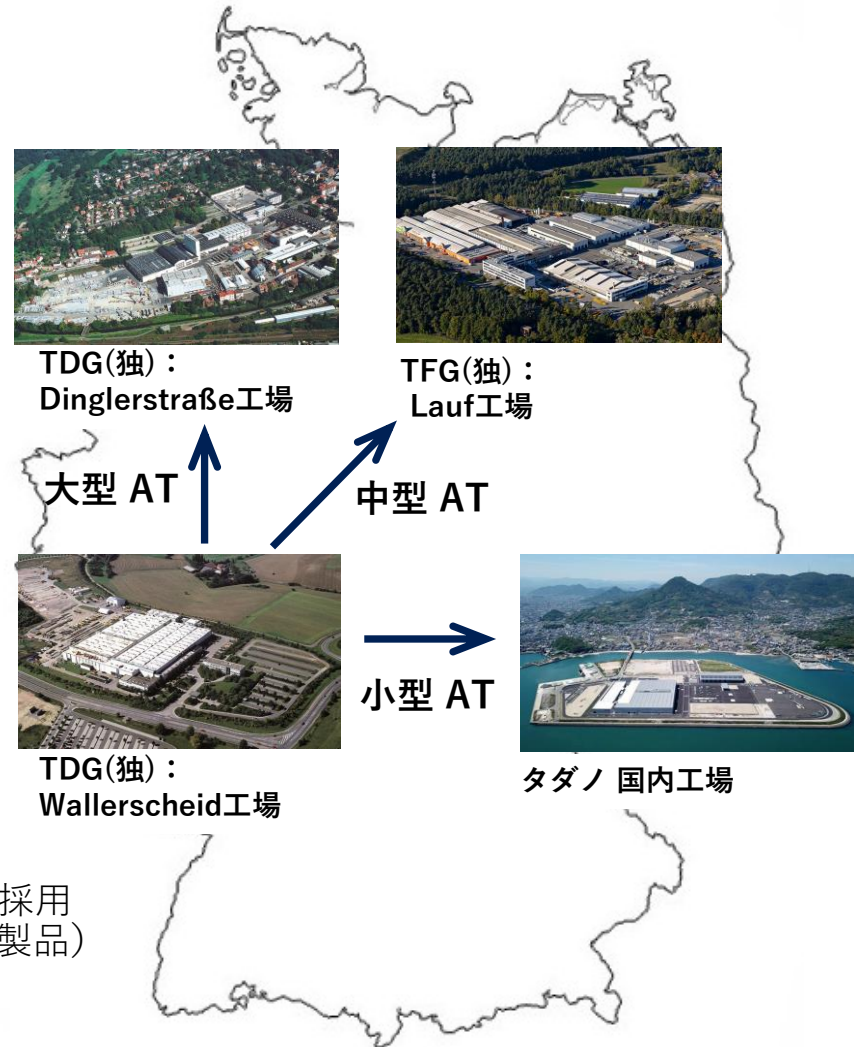 TDG(独)：
Dinglerstraße工場
TFG(独)：
Lauf工場
大型 AT
中型 AT
小型 AT
TDG(独)：
Wallerscheid工場
タダノ 国内工場
採用
製品）